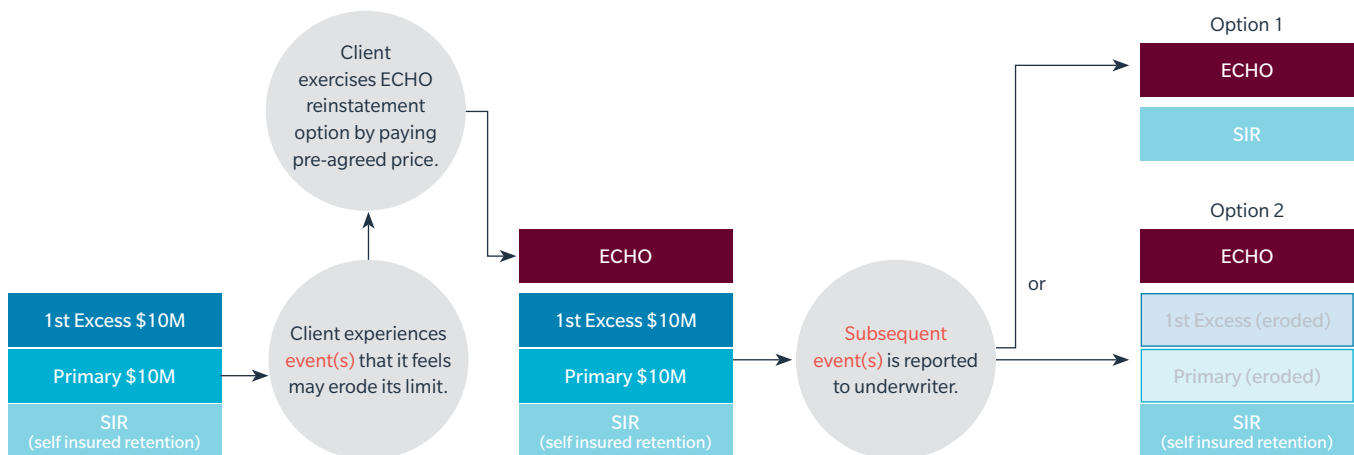 Client
exercises ECHO
reinstatement
option by paying
pre-agreed price.
1st Excess $10M
Primary $10M
SIR
(self insured retention)
Client experiences
event(s) that it feels
may erode its limit.
ECHO
1st Excess $10M
Primary $10M
SIR
(self insured retention)
Subsequent
event(s) is reported
to underwriter.
or
Option 1
ECHO
SIR
Option 2
ECHO
1st Excess (eroded)
Primary (eroded)
SIR
(self insured retention)